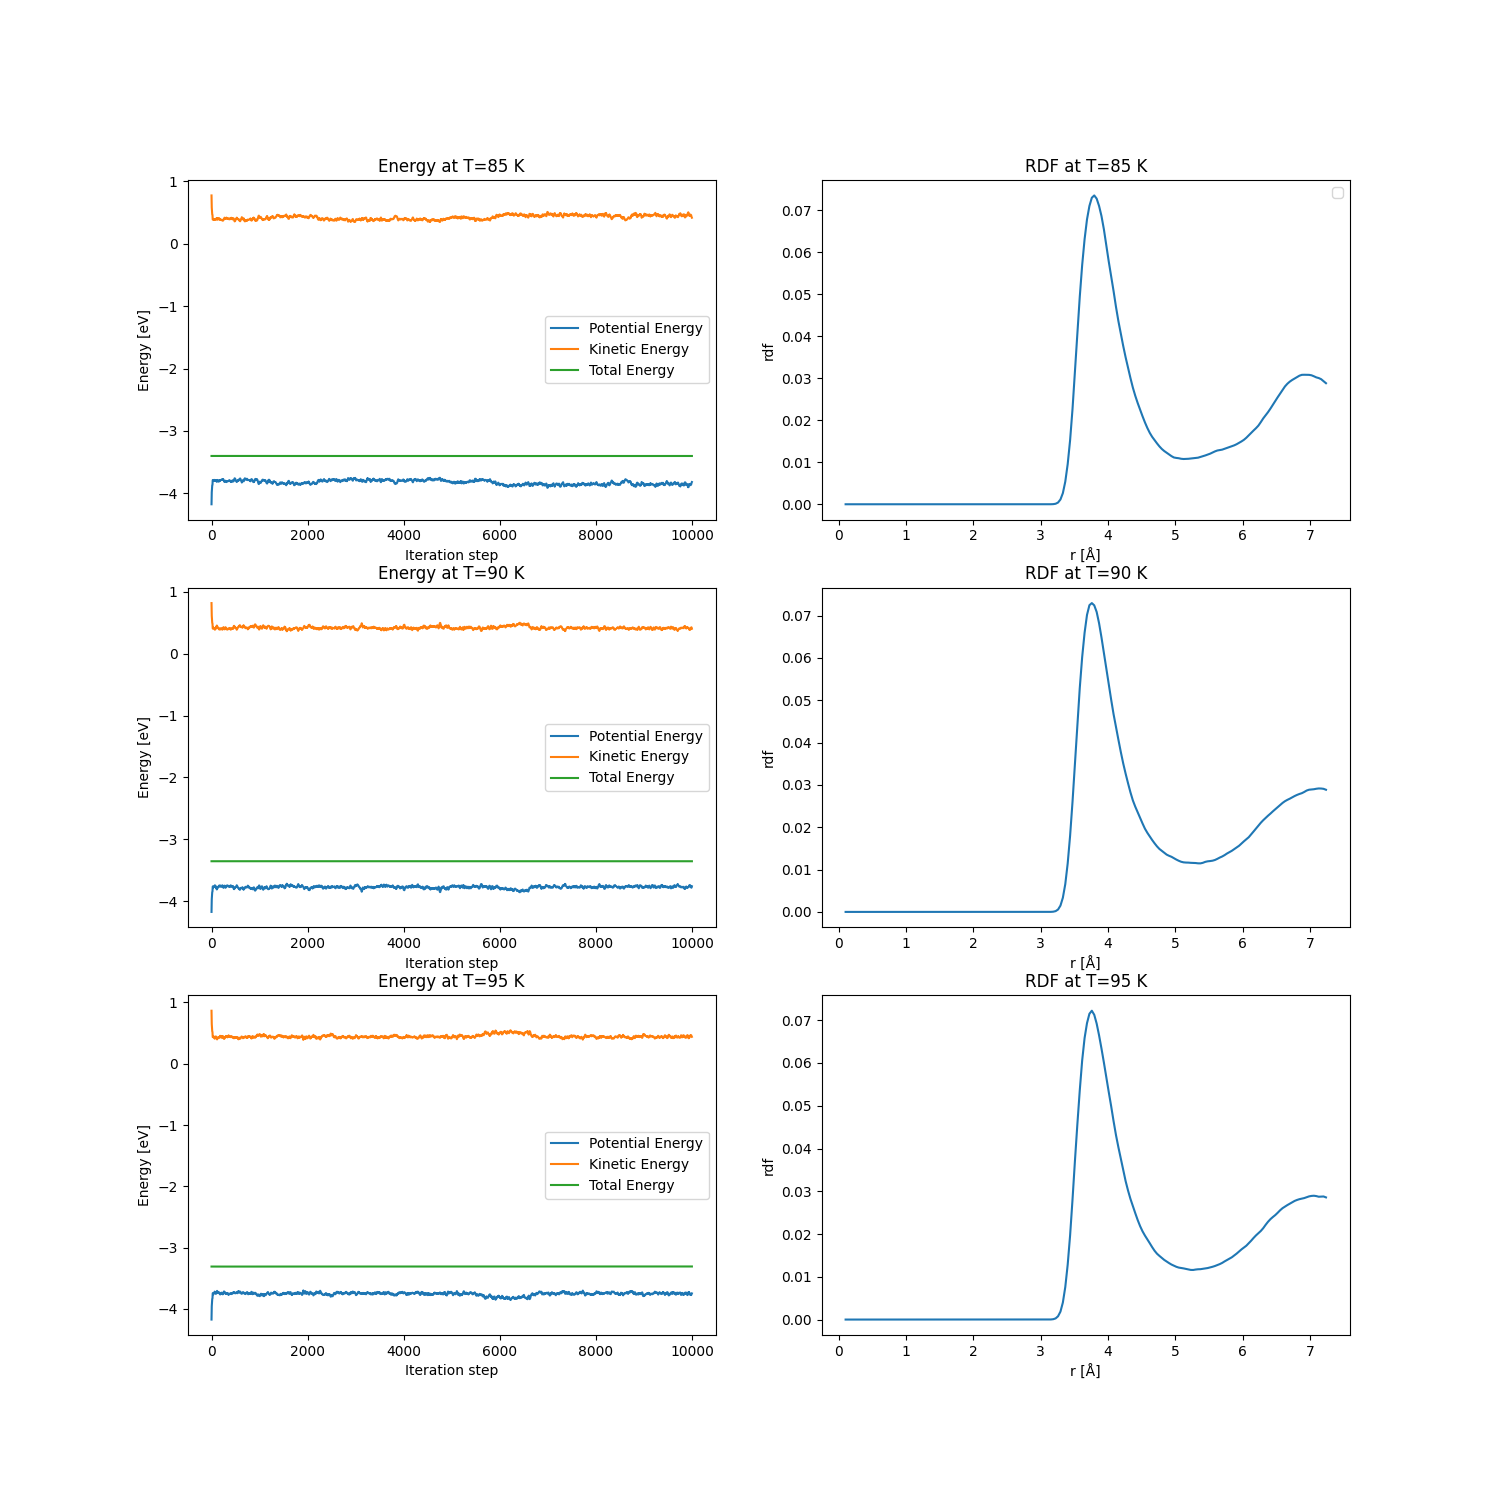 Energy at T=85 K
1
0
−1
−2
−3
−4
Energy [eV]
Potential Energy
Kinetic Energy
Total Energy
0 2000 4000 6000 8000 10000
Iteration step
RDF at T=85 K
0.07
0.06
0.05
0.04
0.03
0.02
0.01
0.00
rdf
0 1 2 3 4 5 6 7
r [Å]
Energy at T=90 K
1
0
−1
−2
−3
−4
Energy [eV]
Potential Energy
Kinetic Energy
Total Energy
0 2000 4000 6000 8000 10000
Iteration step
RDF at T=90 K
0.07
0.06
0.05
0.04
0.03
0.02
0.01
0.00
rdf
0 1 2 3 4 5 6 7
r [Å]
Energy at T=95 K
1
0
−1
−2
−3
−4
Energy [eV]
Potential Energy
Kinetic Energy
Total Energy
0 2000 4000 6000 8000 10000
Iteration step
RDF at T=95 K
0.07
0.06
0.05
0.04
0.03
0.02
0.01
0.00
rdf
0 1 2 3 4 5 6 7
r [Å]